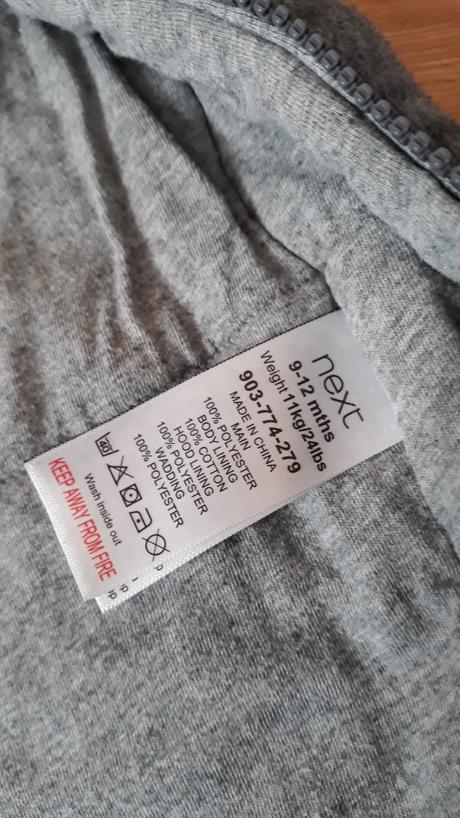 next
9-12 mths
Weight 11kg/24lbs
903-774-279
MADE IN CHINA
MAIN
100% POLYESTER
BODY LINING
100% COTTON
HOOD LINING
100% POLYESTER
WADDING
100% POLYESTER
40
Wash inside out
KEEP AWAY FROM FIRE